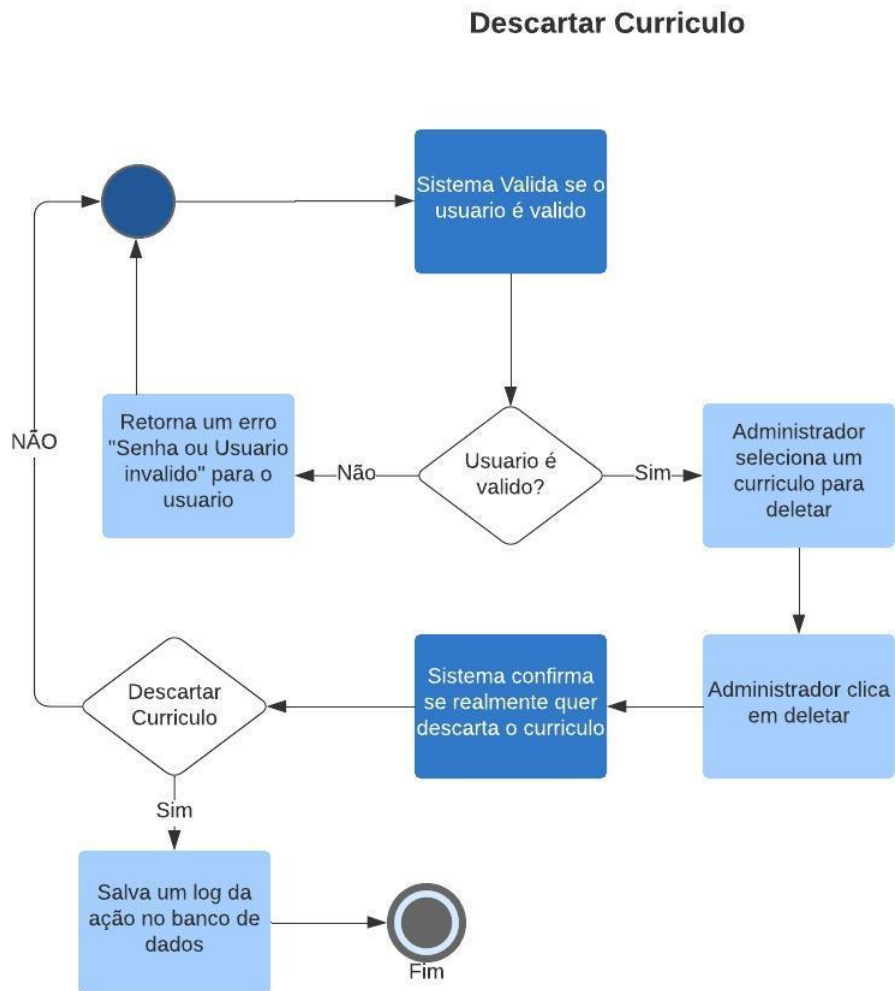 Descartar Curriculo
Sistema Valida se o
usuario é valido
Retorna um erro
"Senha ou Usuario
invalido" para o
usuario
NÃO
Não
Usuario é
valido?
Sim
Administrador
seleciona um
curriculo para
deletar
Descartar
Curriculo
Sistema confirma
se realmente quer
descarta o curriculo
Administrador clica
em deletar
Sim
Salva um log da
ação no banco de
dados
Fim